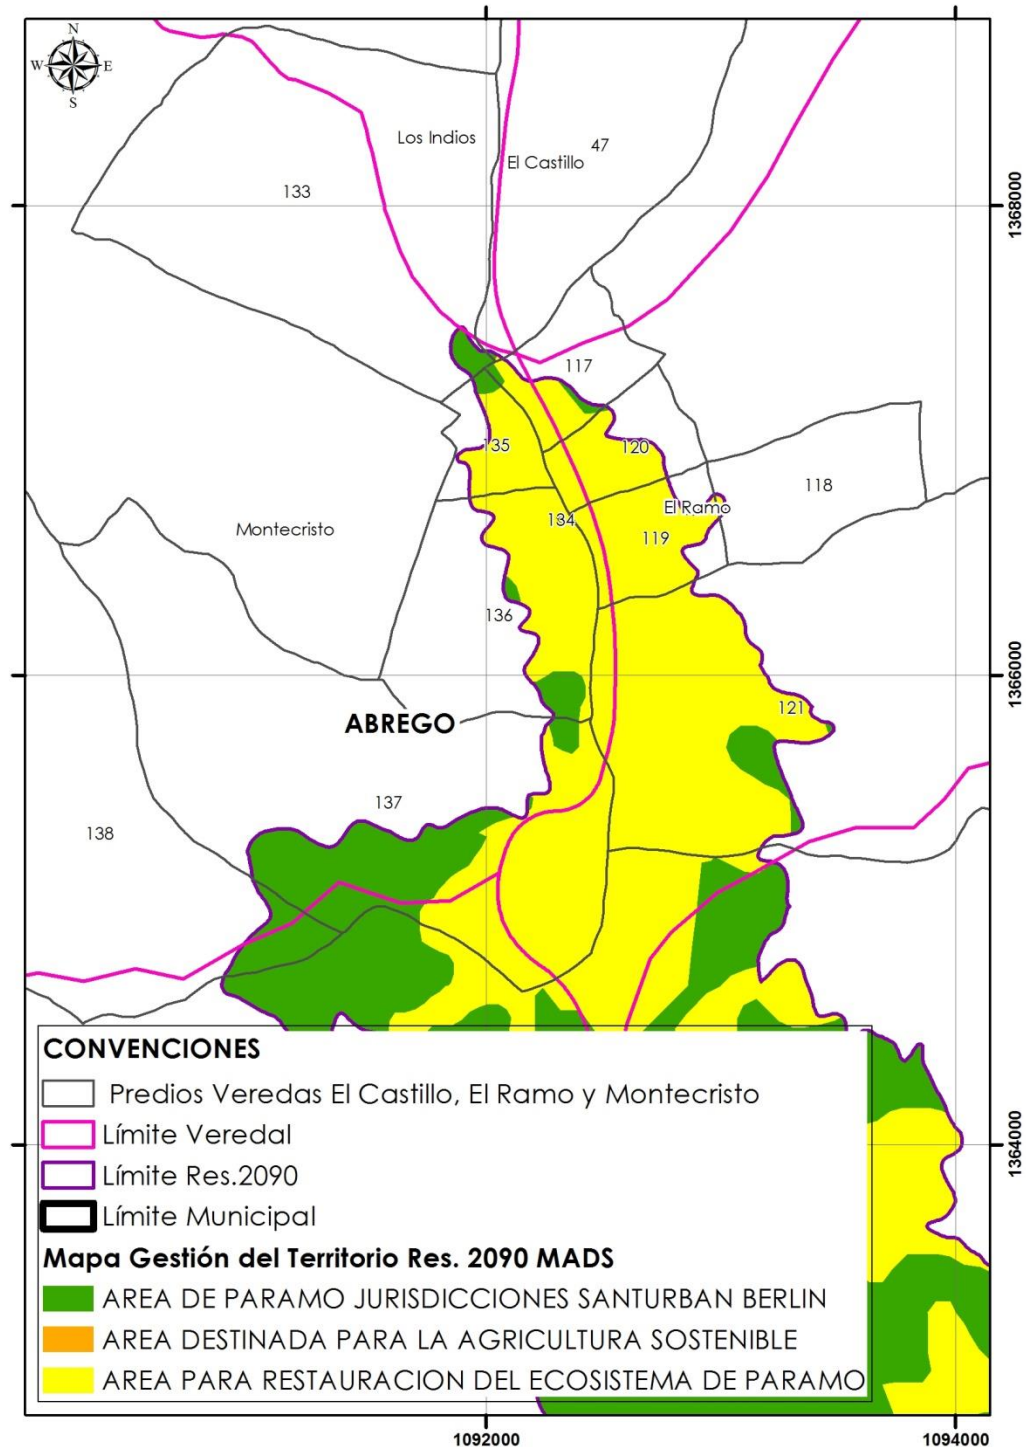 N
W E
S
Los Indios
47
El Castillo
133
1368000
117
135
120
118
El Ramo
Montecristo
134
119
136
1366000
121
ABREGO
137
138
CONVENCIONES
Predios Veredas El Castillo, El Ramo y Montecristo
Límite Veredal
1364000
Límite Res.2090
Límite Municipal
Mapa Gestión del Territorio Res. 2090 MADS
AREA DE PARAMO JURISDICCIONES SANTURBAN BERLIN
AREA DESTINADA PARA LA AGRICULTURA SOSTENIBLE
AREA PARA RESTAURACION DEL ECOSISTEMA DE PARAMO
1092000 1094000